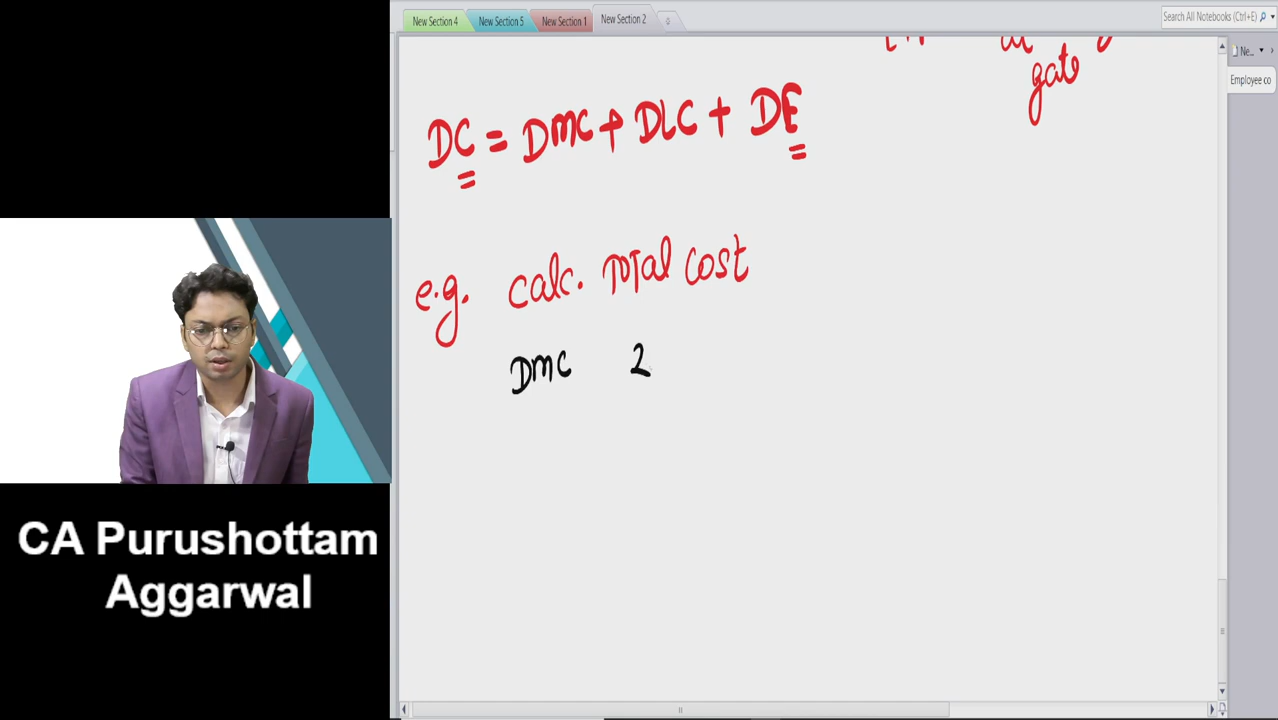 New Section 4 New Section 5 New Section 1 New Section 2
Search All Notebooks (Ctrl+E)
Ne...
Employee co
gate
DC = DMC + DLC + DE
e.g. calc. Total cost
DMC 2
CA Purushottam
Aggarwal